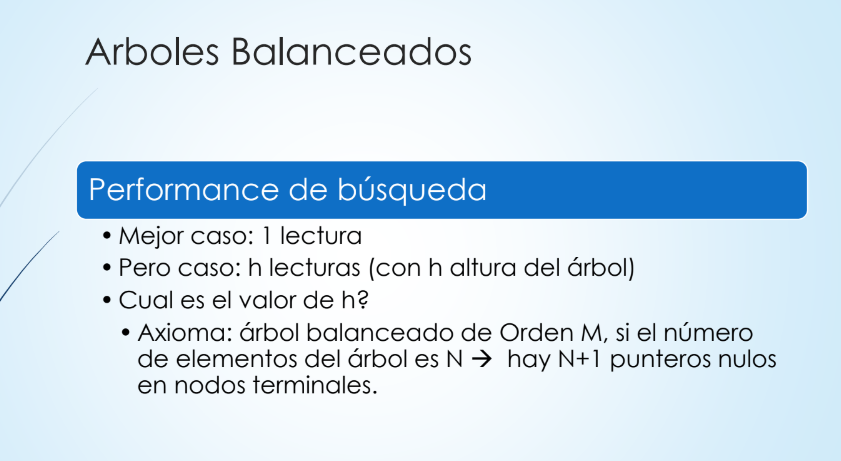 Arboles Balanceados
Performance de búsqueda
• Mejor caso: 1 lectura
• Pero caso: h lecturas (con h altura del árbol)
• Cual es el valor de h?
• Axioma: árbol balanceado de Orden M, si el número
de elementos del árbol es N → hay N+1 punteros nulos
en nodos terminales.